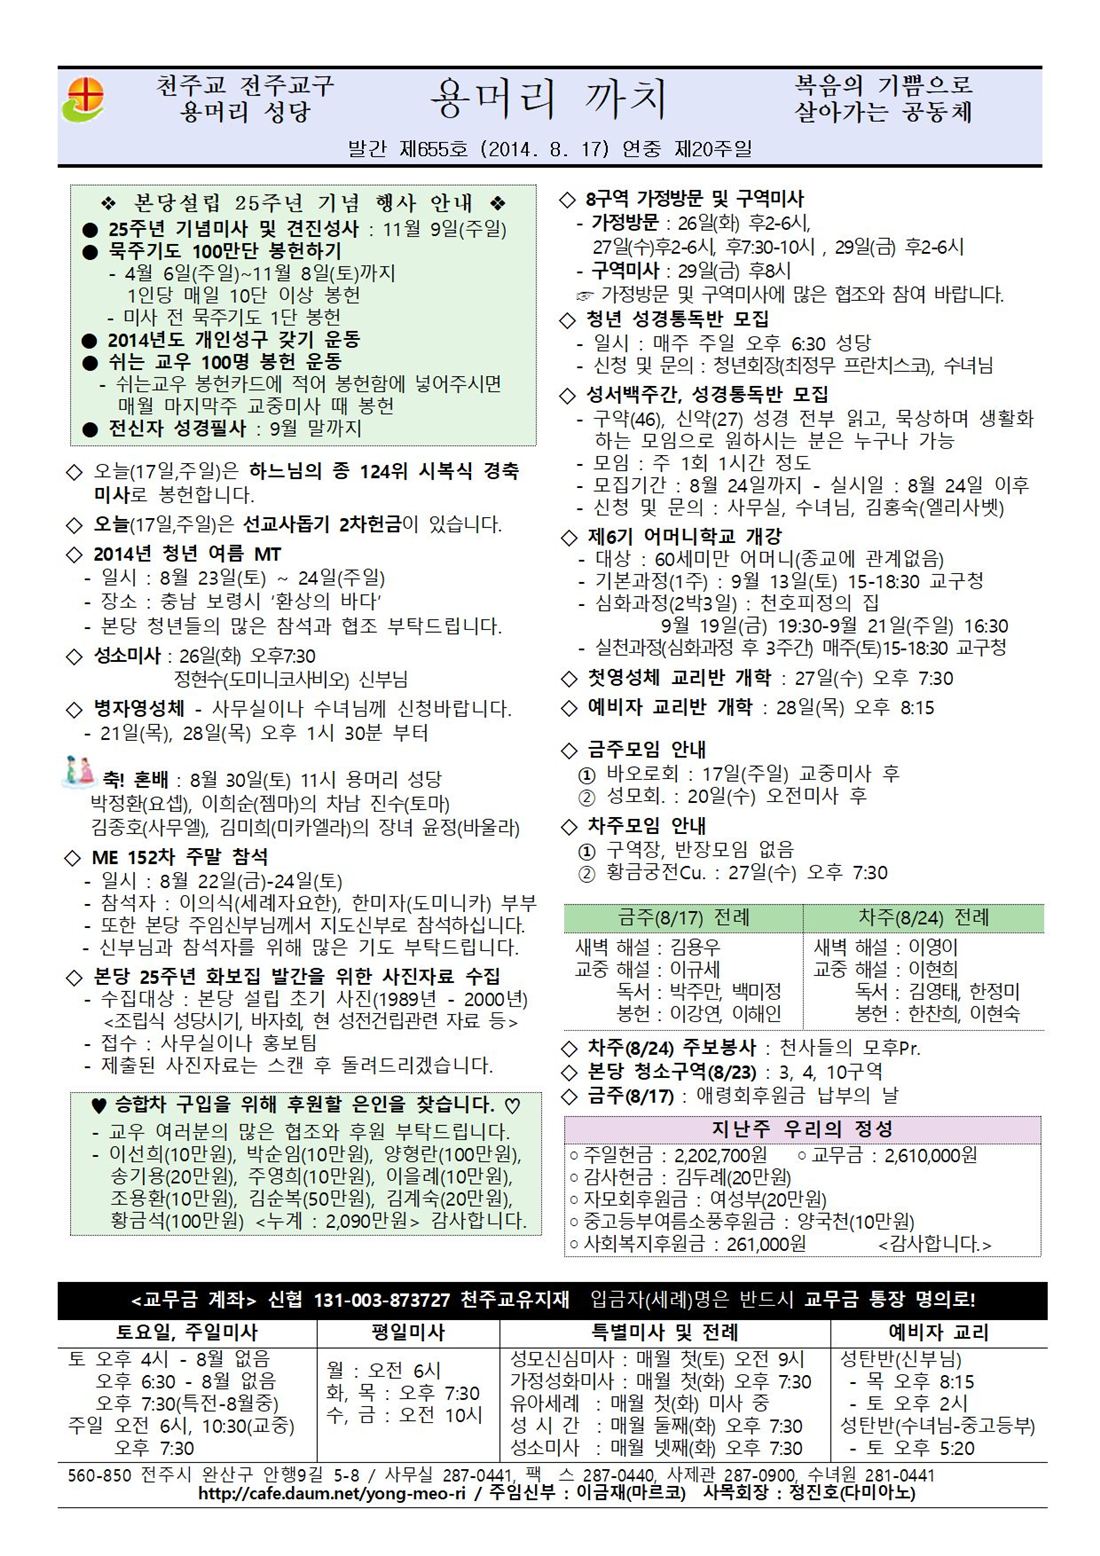 천주교 전주교구
용머리 성당
용머리 까치
복음의 기쁨으로
살아가는 공동체
발간 제655호 (2014. 8. 17) 연중 제20주일
❖ 본당설립 25주년 기념 행사 안내 ❖
● 25주년 기념미사 및 견진성사 : 11월 9일(주일)
● 묵주기도 100만단 봉헌하기
- 4월 6일(주일)~11월 8일(토)까지
1인당 매일 10단 이상 봉헌
- 미사 전 묵주기도 1단 봉헌
● 2014년도 개인성구 갖기 운동
● 쉬는 교우 100명 봉헌 운동
- 쉬는교우 봉헌카드에 적어 봉헌함에 넣어주시면
매월 마지막주 교중미사 때 봉헌
● 전신자 성경필사 : 9월 말까지
◇ 오늘(17일,주일)은 하느님의 종 124위 시복식 경축
미사로 봉헌합니다.
◇ 오늘(17일,주일)은 선교사돕기 2차헌금이 있습니다.
◇ 2014년 청년 여름 MT
- 일시 : 8월 23일(토) ~ 24일(주일)
- 장소 : 충남 보령시 ‘환상의 바다’
- 본당 청년들의 많은 참석과 협조 부탁드립니다.
◇ 성소미사 : 26일(화) 오후7:30
정현수(도미니코사비오) 신부님
◇ 병자영성체 - 사무실이나 수녀님께 신청바랍니다.
- 21일(목), 28일(목) 오후 1시 30분 부터
축! 혼배 : 8월 30일(토) 11시 용머리 성당
박정환(요셉), 이희순(젬마)의 차남 진수(토마)
김종호(사무엘), 김미희(미카엘라)의 장녀 윤정(바울라)
◇ ME 152차 주말 참석
- 일시 : 8월 22일(금)-24일(토)
- 참석자 : 이의식(세례자요한), 한미자(도미니카) 부부
- 또한 본당 주임신부님께서 지도신부로 참석하십니다.
- 신부님과 참석자를 위해 많은 기도 부탁드립니다.
◇ 본당 25주년 화보집 발간을 위한 사진자료 수집
- 수집대상 : 본당 설립 초기 사진(1989년 - 2000년)
<조립식 성당시기, 바자회, 현 성전건립관련 자료 등>
- 접수 : 사무실이나 홍보팀
- 제출된 사진자료는 스캔 후 돌려드리겠습니다.
♥ 승합차 구입을 위해 후원할 은인을 찾습니다. ♡
- 교우 여러분의 많은 협조와 후원 부탁드립니다.
- 이선희(10만원), 박순임(10만원), 양형란(100만원),
송기용(20만원), 주영희(10만원), 이을례(10만원),
조용환(10만원), 김순복(50만원), 김계숙(20만원),
황금석(100만원) <누계 : 2,090만원> 감사합니다.
◇ 8구역 가정방문 및 구역미사
- 가정방문 : 26일(화) 후2-6시,
27일(수)후2-6시, 후7:30-10시 , 29일(금) 후2-6시
- 구역미사 : 29일(금) 후8시
☞ 가정방문 및 구역미사에 많은 협조와 참여 바랍니다.
◇ 청년 성경통독반 모집
- 일시 : 매주 주일 오후 6:30 성당
- 신청 및 문의 : 청년회장(최정무 프란치스코), 수녀님
◇ 성서백주간, 성경통독반 모집
- 구약(46), 신약(27) 성경 전부 읽고, 묵상하며 생활화
하는 모임으로 원하시는 분은 누구나 가능
- 모임 : 주 1회 1시간 정도
- 모집기간 : 8월 24일까지 - 실시일 : 8월 24일 이후
- 신청 및 문의 : 사무실, 수녀님, 김홍숙(엘리사벳)
◇ 제6기 어머니학교 개강
- 대상 : 60세미만 어머니(종교에 관계없음)
- 기본과정(1주) : 9월 13일(토) 15-18:30 교구청
- 심화과정(2박3일) : 천호피정의 집
9월 19일(금) 19:30-9월 21일(주일) 16:30
- 실천과정(심화과정 후 3주간) 매주(토)15-18:30 교구청
◇ 첫영성체 교리반 개학 : 27일(수) 오후 7:30
◇ 예비자 교리반 개학 : 28일(목) 오후 8:15
◇ 금주모임 안내
① 바오로회 : 17일(주일) 교중미사 후
② 성모회. : 20일(수) 오전미사 후
◇ 차주모임 안내
① 구역장, 반장모임 없음
② 황금궁전Cu. : 27일(수) 오후 7:30
금주(8/17) 전례 차주(8/24) 전례
새벽 해설 : 김용우 새벽 해설 : 이영이
교중 해설 : 이규세 교중 해설 : 이현희
독서 : 박주만, 백미정 독서 : 김영태, 한정미
봉헌 : 이강연, 이해인 봉헌 : 한찬희, 이현숙
◇ 차주(8/24) 주보봉사 : 천사들의 모후Pr.
◇ 본당 청소구역(8/23) : 3, 4, 10구역
◇ 금주(8/17) : 애령회후원금 납부의 날
지난주 우리의 정성
○ 주일헌금 : 2,202,700원 ○ 교무금 : 2,610,000원
○ 감사헌금 : 김두례(20만원)
○ 자모회후원금 : 여성부(20만원)
○ 중고등부여름소풍후원금 : 양국천(10만원)
○ 사회복지후원금 : 261,000원 <감사합니다.>
<교무금 계좌> 신협 131-003-873727 천주교유지재 입금자(세례)명은 반드시 교무금 통장 명의로!
토요일, 주일미사 평일미사 특별미사 및 전례 예비자 교리
토 오후 4시 - 8월 없음
오후 6:30 - 8월 없음
오후 7:30(특전-8월중)
주일 오전 6시, 10:30(교중)
오후 7:30
월 : 오전 6시
화, 목 : 오후 7:30
수, 금 : 오전 10시
성모신심미사 : 매월 첫(토) 오전 9시
가정성화미사 : 매월 첫(화) 오후 7:30
유아세례 : 매월 첫(화) 미사 중
성 시 간 : 매월 둘째(화) 오후 7:30
성소미사 : 매월 넷째(화) 오후 7:30
성탄반(신부님)
- 목 오후 8:15
- 토 오후 2시
성탄반(수녀님-중고등부)
- 토 오후 5:20
560-850 전주시 완산구 안행9길 5-8 / 사무실 287-0441, 팩 스 287-0440, 사제관 287-0900, 수녀원 281-0441
http://cafe.daum.net/yong-meo-ri / 주임신부 : 이금재(마르코) 사목회장 : 정진호(다미아노)